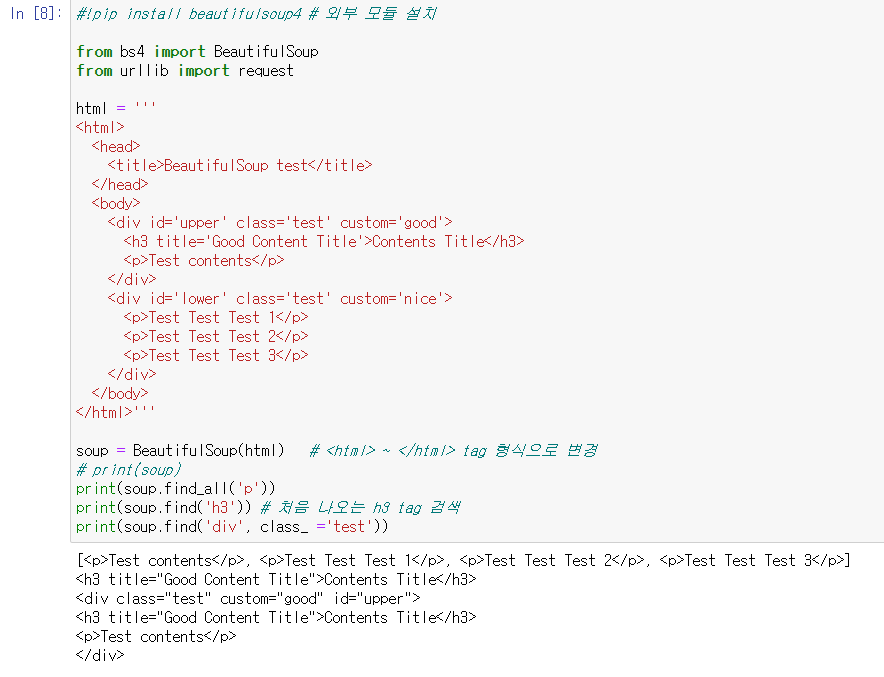 In [8]: #!pip install beautifulsoup4 # 외부 모듈 설치
from bs4 import BeautifulSoup
from urllib import request
html = '''
<html>
<head>
<title>BeautifulSoup test</title>
</head>
<body>
<div id='upper' class='test' custom='good'>
<h3 title='Good Content Title'>Contents Title</h3>
<p>Test contents</p>
</div>
<div id='lower' class='test' custom='nice'>
<p>Test Test Test 1</p>
<p>Test Test Test 2</p>
<p>Test Test Test 3</p>
</div>
</body>
</html>'''
soup = BeautifulSoup(html) # <html> ~ </html> tag 형식으로 변경
# print(soup)
print(soup.find_all('p'))
print(soup.find('h3')) # 처음 나오는 h3 tag 검색
print(soup.find('div', class_ ='test'))
[<p>Test contents</p>, <p>Test Test Test 1</p>, <p>Test Test Test 2</p>, <p>Test Test Test 3</p>]
<h3 title="Good Content Title">Contents Title</h3>
<div class="test" custom="good" id="upper">
<h3 title="Good Content Title">Contents Title</h3>
<p>Test contents</p>
</div>